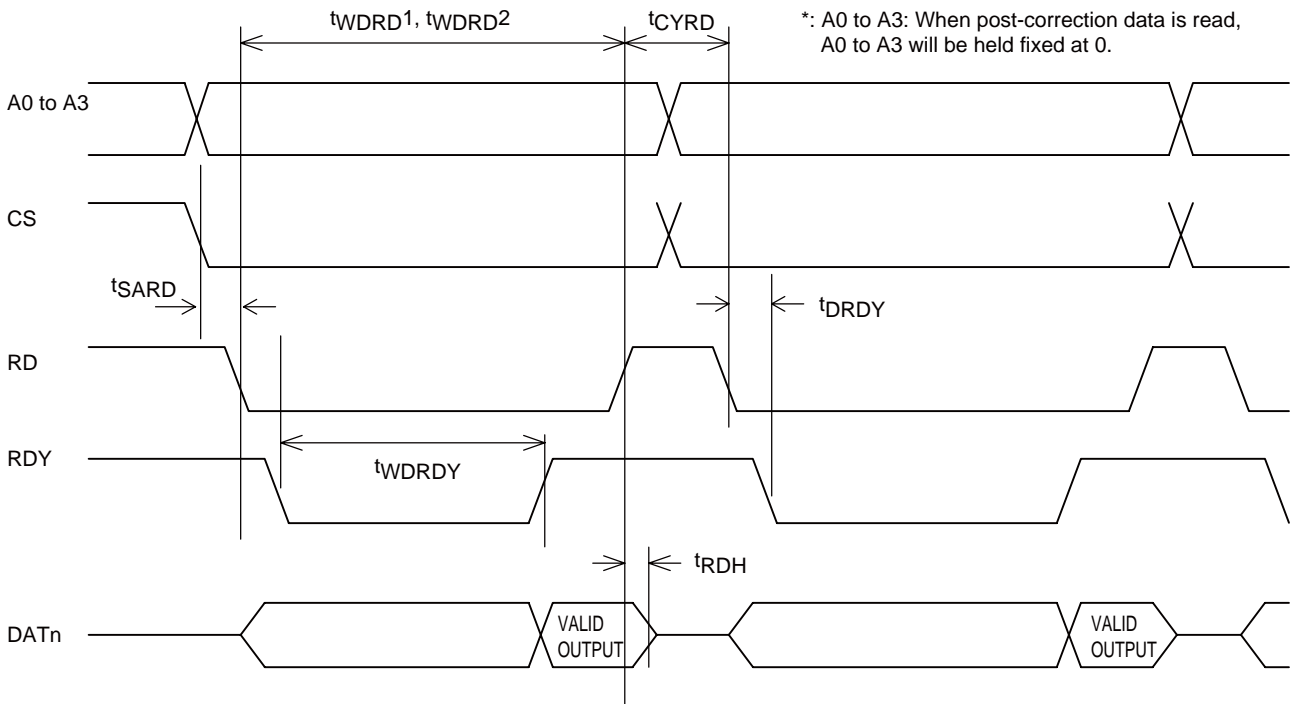 tWDRD1, tWDRD2
tCYRD
*: A0 to A3: When post-correction data is read,
A0 to A3 will be held fixed at 0.
A0 to A3
CS
tSARD
tDRDY
RD
RDY
tWDRDY
tRDH
DATn
VALID
OUTPUT
VALID
OUTPUT